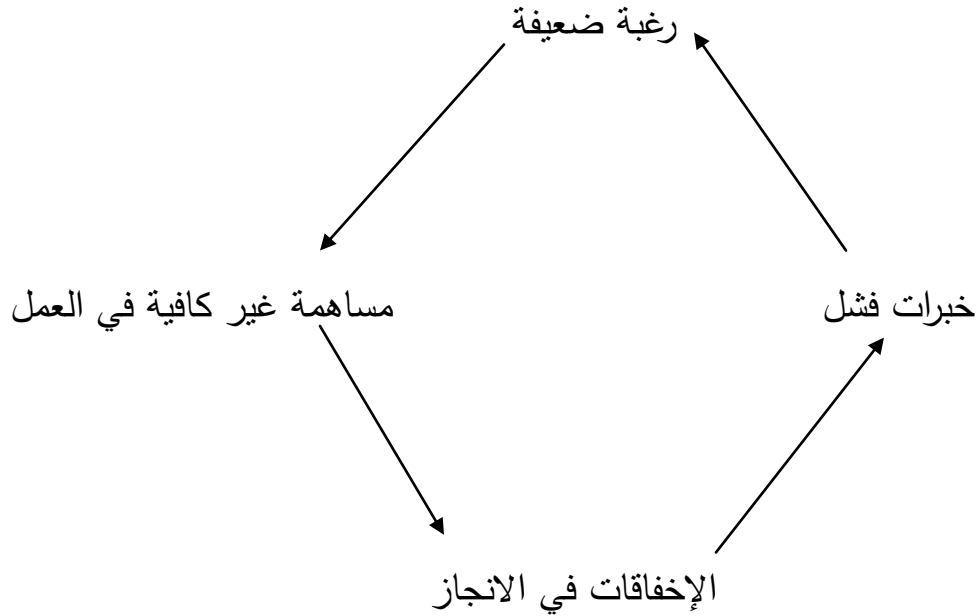 رغبة ضعيفة
خبرات فشل
مساهمة غير كافية في العمل
الإخفاقات في الانجاز